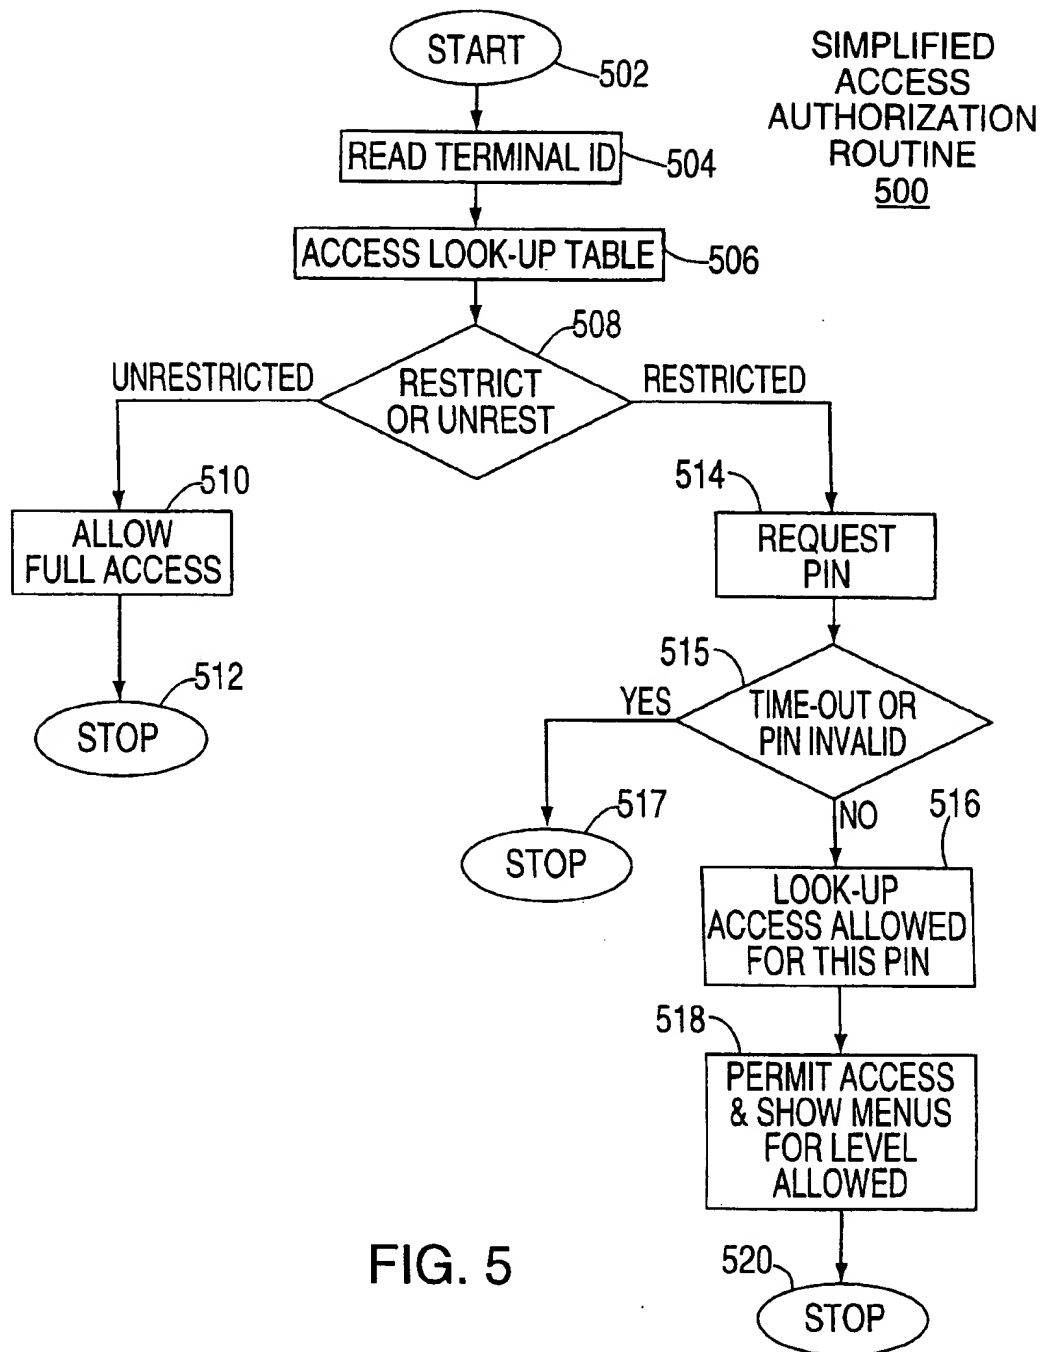 START
502
SIMPLIFIED
ACCESS
AUTHORIZATION
ROUTINE
500
READ TERMINAL ID
504
ACCESS LOOK-UP TABLE
506
508
UNRESTRICTED
RESTRICT
OR UNREST
RESTRICTED
510
ALLOW
FULL ACCESS
512
STOP
514
REQUEST
PIN
515
YES
TIME-OUT OR
PIN INVALID
NO
517
STOP
516
LOOK-UP
ACCESS ALLOWED
FOR THIS PIN
518
PERMIT ACCESS
& SHOW MENUS
FOR LEVEL
ALLOWED
520
STOP
FIG. 5